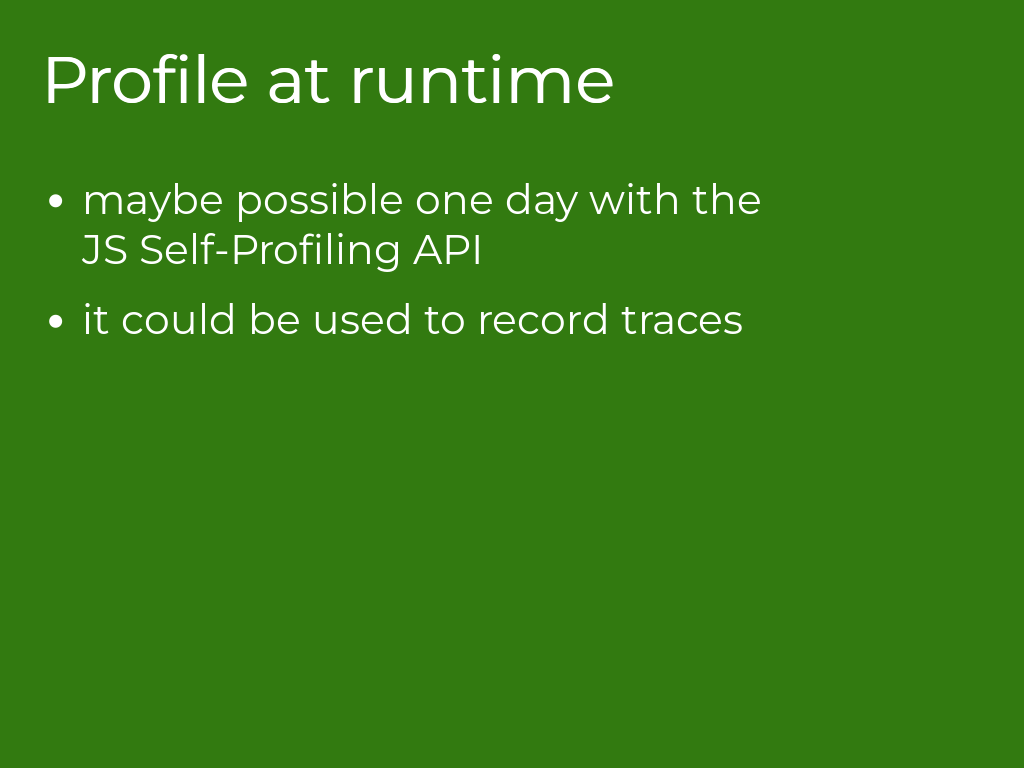 Profile at runtime
• maybe possible one day with the
JS Self-Profiling API
• it could be used to record traces